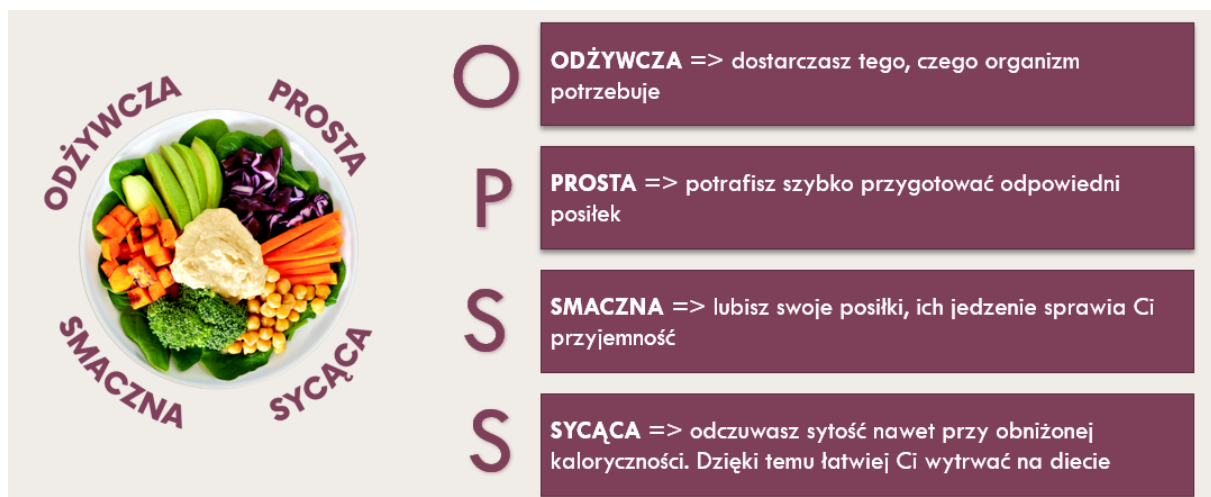 ODŻYWCZA
PROSTA
SMACZNA
SYCĄCA
O
ODŻYWCZA => dostarczasz tego, czego organizm
potrzebuje
P
PROSTA => potrafisz szybko przygotować odpowiedni
posiłek
S
SMACZNA => lubisz swoje posiłki, ich jedzenie sprawia Ci
przyjemność
S
SYCĄCA => odczuwasz sytość nawet przy obniżonej
kaloryczności. Dzięki temu łatwiej Ci wytrwać na diecie